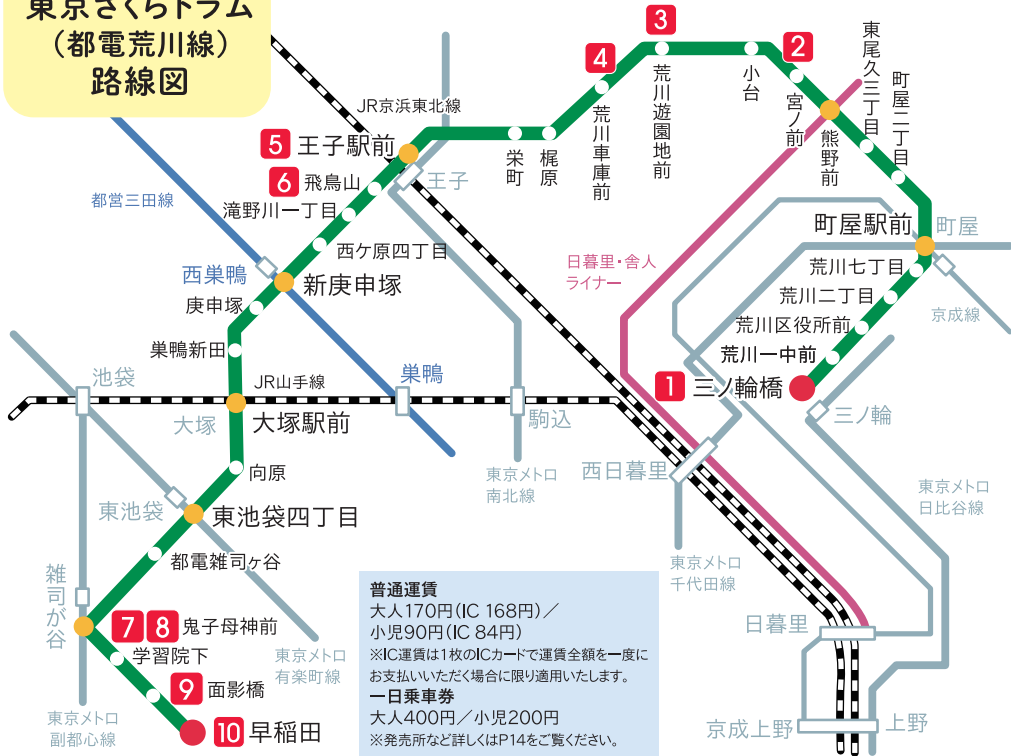 東京さくらトラム
（都電荒川線）
路線図
JR京浜東北線
都営三田線
5 王子駅前
王子
6 飛鳥山
滝野川一丁目
西ケ原四丁目
西巣鴨
新庚申塚
庚申塚
巣鴨新田
JR山手線
池袋
巣鴨
大塚
大塚駅前
駒込
向原
東京メトロ
南北線
東池袋
東池袋四丁目
都電雑司ヶ谷
雑司が谷
7 8 鬼子母神前
学習院下
9 面影橋
10 早稲田
東京メトロ
副都心線
東京メトロ
有楽町線
栄町
梶原
4
荒川車庫前
3
荒川遊園地前
小台
2
宮ノ前
熊野前
東尾久三丁目
町屋二丁目
町屋駅前
町屋
荒川七丁目
荒川二丁目
荒川区役所前
荒川一中前
1 三ノ輪橋
三ノ輪
京成線
日暮里・舎人
ライナー
西日暮里
東京メトロ
千代田線
東京メトロ
日比谷線
日暮里
京成上野
上野
普通運賃
大人170円（IC 168円）／
小児90円（IC 84円）
※IC運賃は1枚のICカードで運賃全額を一度に
お支払いいただく場合に限り適用いたします。
一日乗車券
大人400円／小児200円
※発売所など詳しくはP14をご覧ください。